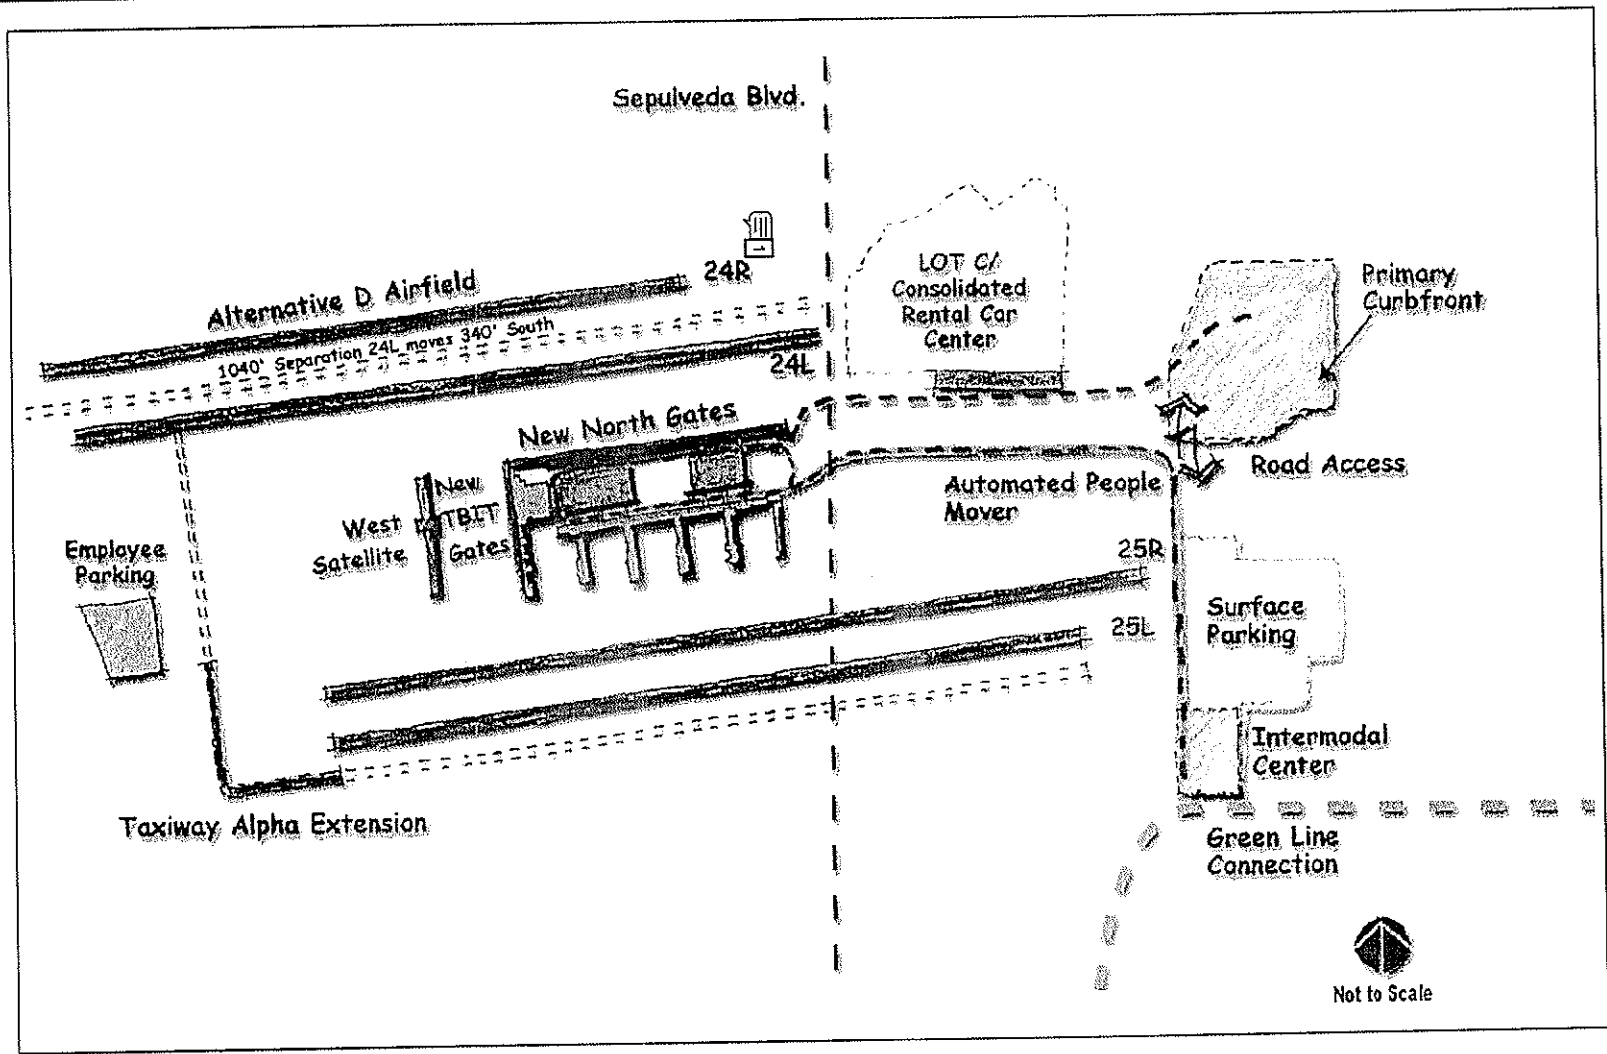 Sepulveda Blvd.
24R
Alternative D Airfield
1040' Separation 24L moves 340' South
24L
LOT C/
Consolidated
Rental Car
Center
Primary
Curbfront
New North Gates
Road Access
Automated People
Mover
New
TBIT
Gates
West
Satellite
Employee
Parking
25R
25L
Surface
Parking
Intermodal
Center
Taxiway Alpha Extension
Green Line
Connection
Not to Scale